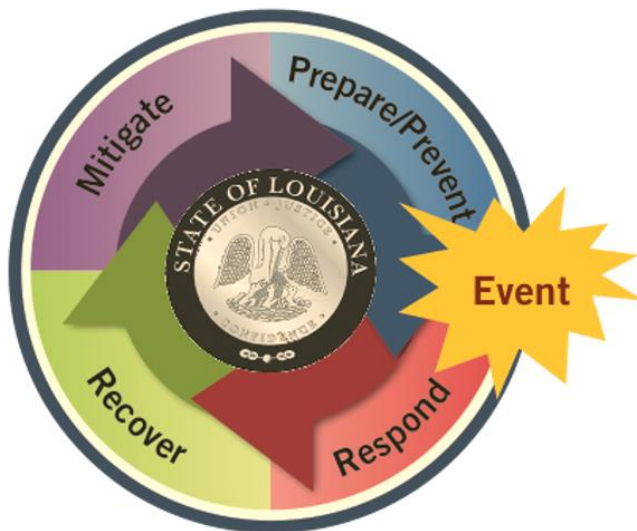 Mitigate
Prepare/Prevent
STATE OF LOUISIANA
UNION · JUSTICE
CONFIDENCE
Event
Recover
Respond